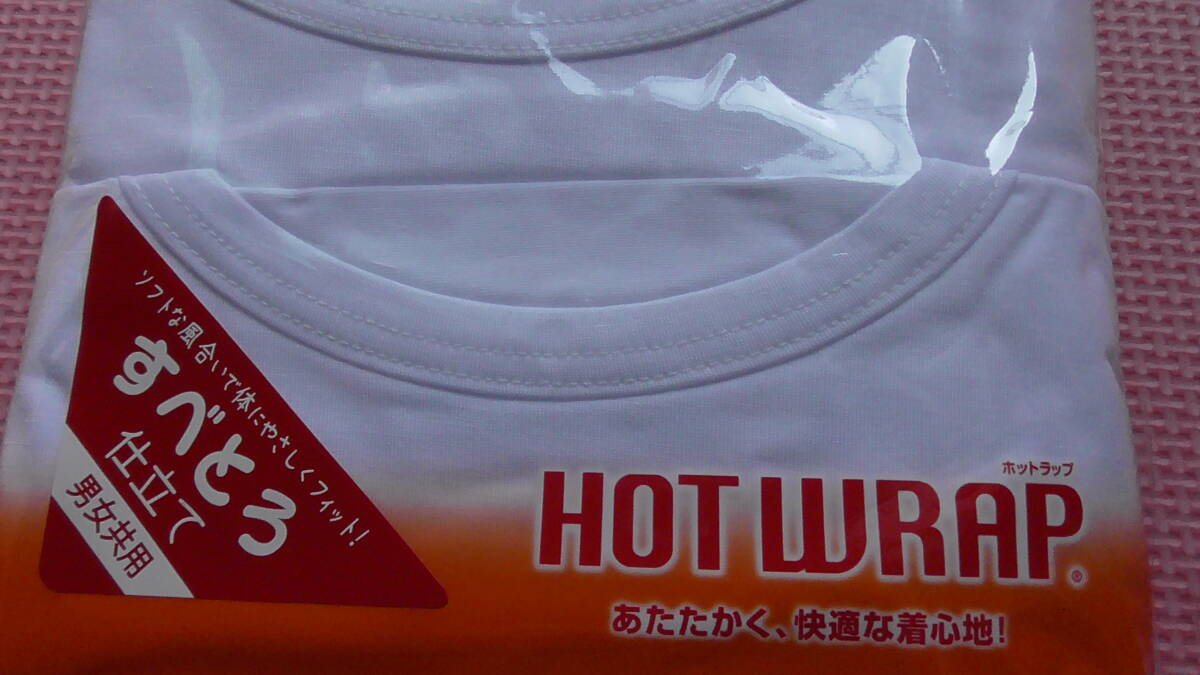 ソフトな風合いで体にやさしくフィット!
すべとろ
仕立て
男女共用
ホットラップ
HOT WRAP®
あたたかく、快適な着心地!